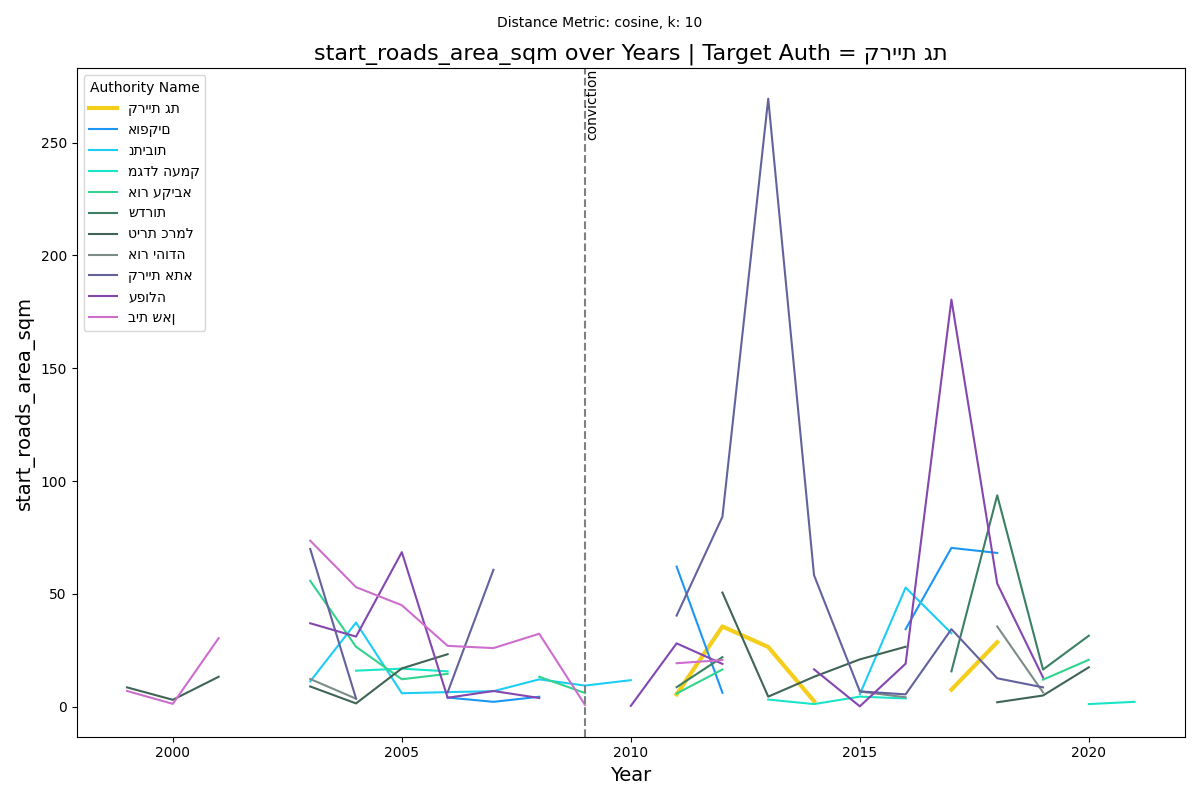 Distance Metric: cosine, k: 10
start_roads_area_sqm over Years | Target Auth = קריית גת
Authority Name
קריית גת
אופקים
נתיבות
מגדל העמק
אור עקיבא
שדרות
טירת כרמל
אור יהודה
קריית אתא
עפולה
בית שאן
conviction
start_roads_area_sqm
250
200
150
100
50
0
2000
2005
2010
2015
2020
Year